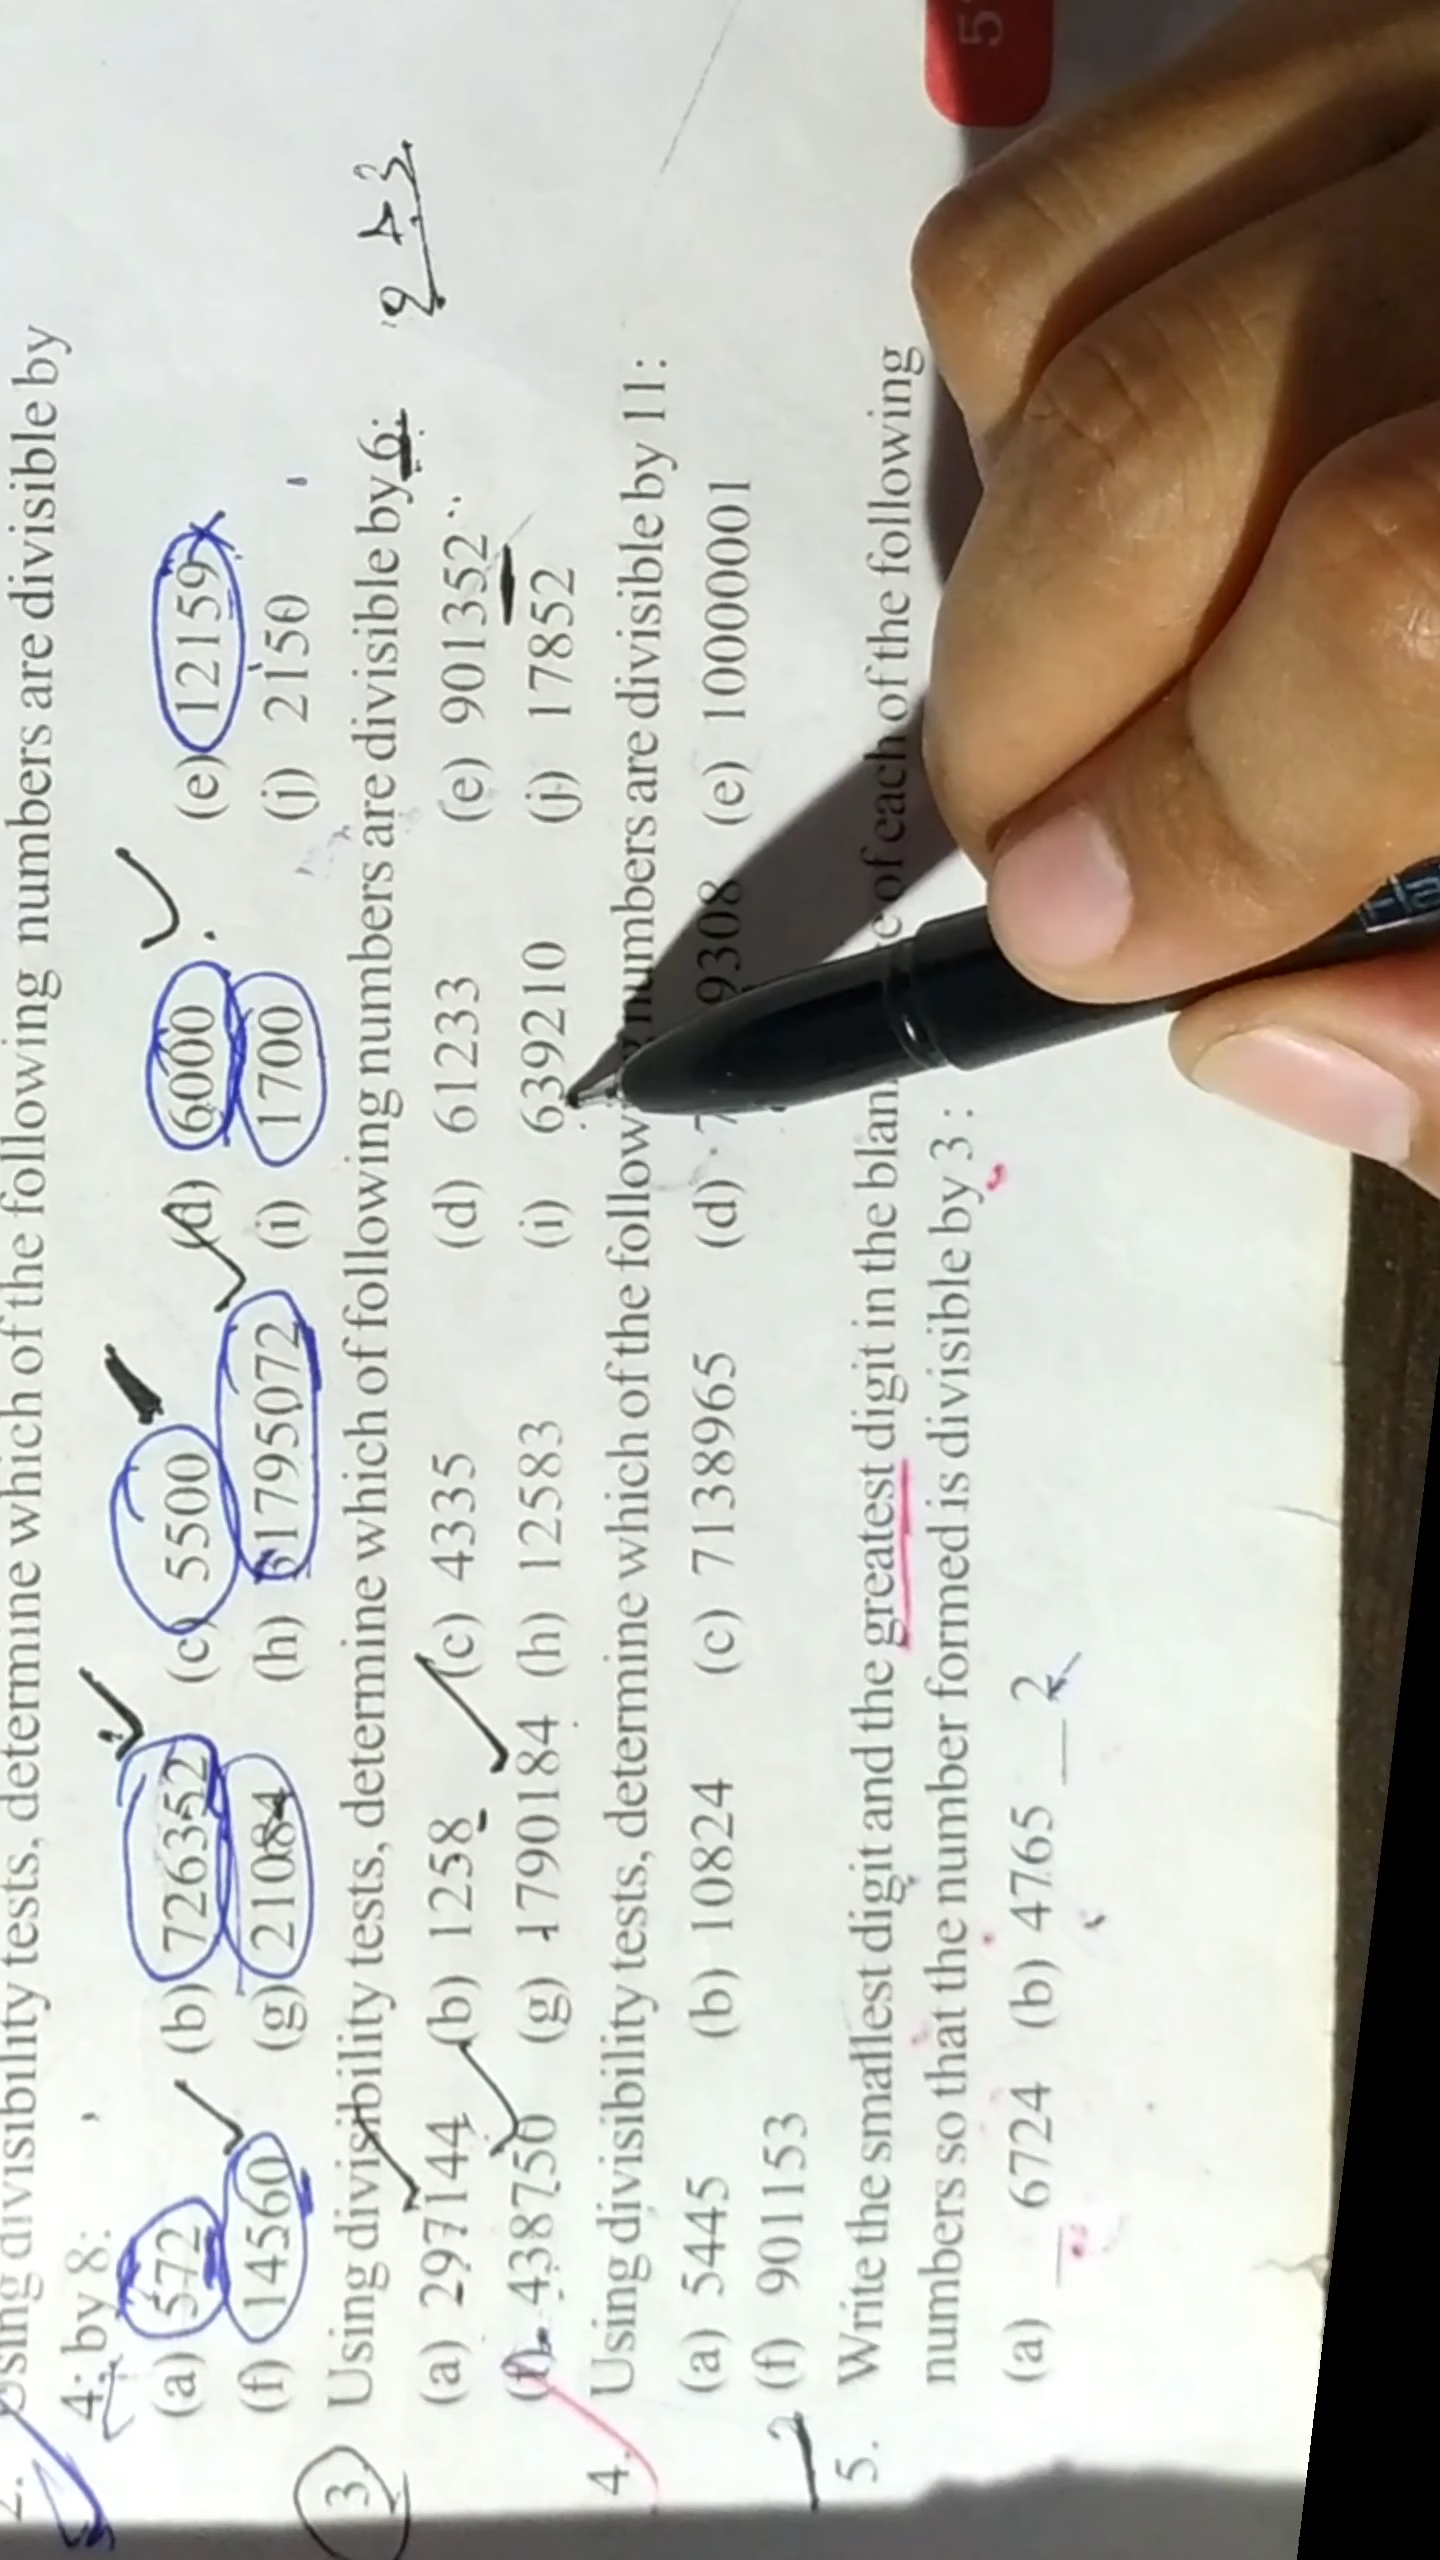 2. Using divisibility tests, determine which of the following numbers are divisible by
4; by 8:
(a) 572 (b) 726352 (c) 5500 (d) 6000 (e) 12159
(f) 14560 (g) 21084 (h) 31795072 (i) 1700 (j) 2150
3. Using divisibility tests, determine which of following numbers are divisible by 6:
(a) 297144 (b) 1258 (c) 4335 (d) 61233 (e) 901352
(f) 438750 (g) 1790184 (h) 12583 (i) 639210 (j) 17852
4. Using divisibility tests, determine which of the numbers are divisible by 11:
(a) 5445 (b) 10824 (c) 7138965 (d) 7 9308 (e) 10000001
(f) 901153
5. Write the smallest digit and the greatest digit in the of each of the following
numbers so that the number formed is divisible by 3:
(a) __ 6724 (b) 4765 __ 2